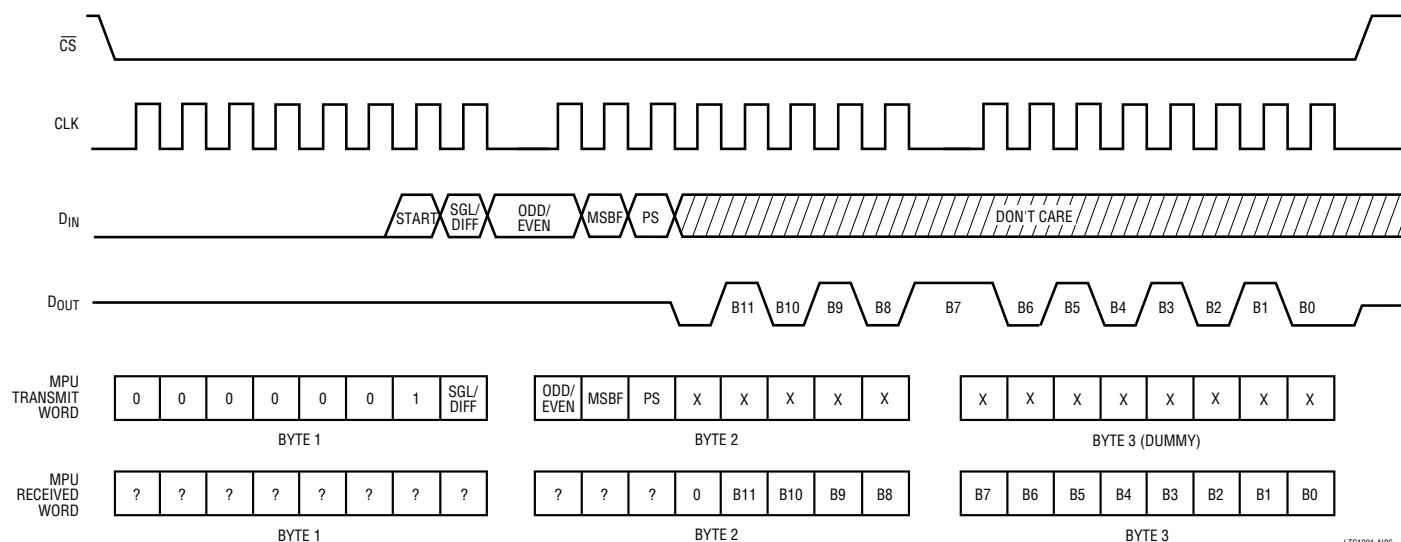 CS
CLK
DIN
START SGL/ DIFF ODD/ EVEN MSBF PS DON'T CARE
DOUT
B11 B10 B9 B8 B7 B6 B5 B4 B3 B2 B1 B0
MPU TRANSMIT WORD
0 0 0 0 0 0 1 SGL/ DIFF
ODD/ EVEN MSBF PS X X X X X
X X X X X X X X
BYTE 1
BYTE 2
BYTE 3 (DUMMY)
MPU RECEIVED WORD
? ? ? ? ? ? ? ?
? ? ? 0 B11 B10 B9 B8
B7 B6 B5 B4 B3 B2 B1 B0
BYTE 1
BYTE 2
BYTE 3